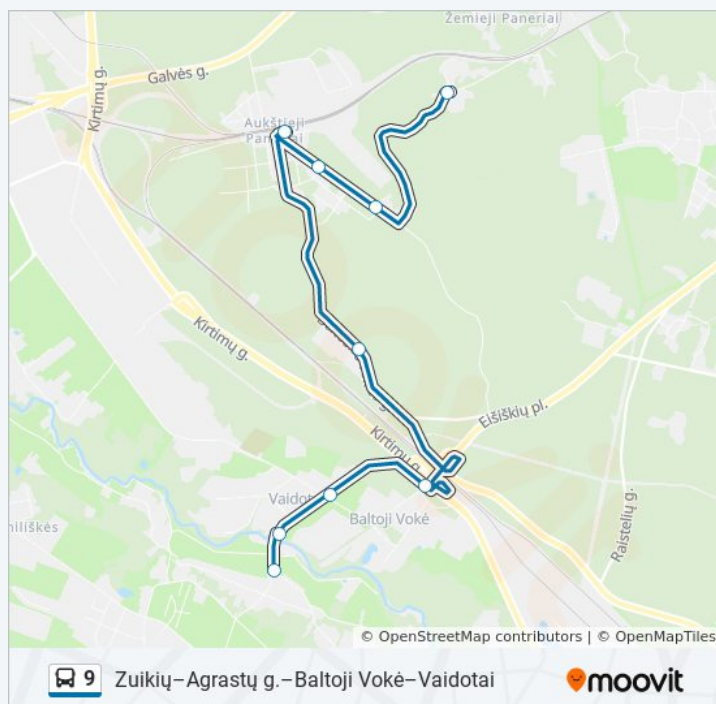 Žemieji Paneriai
Galvės g.
Kirtimų g.
Aukštieji
Paneriai
Kirtimų g.
Eišiškių pl.
Kirtimų g.
Vaidotai
Baltoji Vokė
Raistelių g.
© OpenStreetMap contributors | © OpenMapTiles
9 Zuikių–Agrastų g.–Baltoji Vokė–Vaidotai
moovit